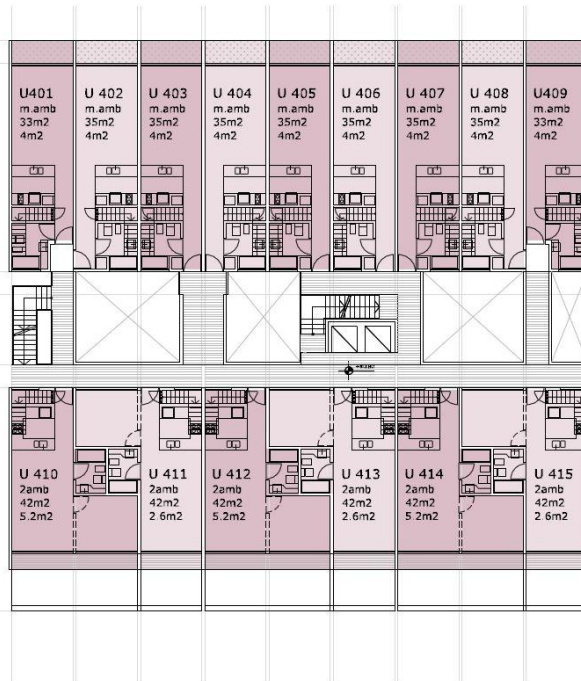 U401
m.amb
33m2
4m2
U 402
m.amb
35m2
4m2
U 403
m.amb
35m2
4m2
U 404
m.amb
35m2
4m2
U 405
m.amb
35m2
4m2
U 406
m.amb
35m2
4m2
U 407
m.amb
35m2
4m2
U 408
m.amb
35m2
4m2
U409
m.amb
33m2
4m2
U 410
2amb
42m2
5.2m2
U 411
2amb
42m2
2.6m2
U 412
2amb
42m2
5.2m2
U 413
2amb
42m2
2.6m2
U 414
2amb
42m2
5.2m2
U 415
2amb
42m2
2.6m2